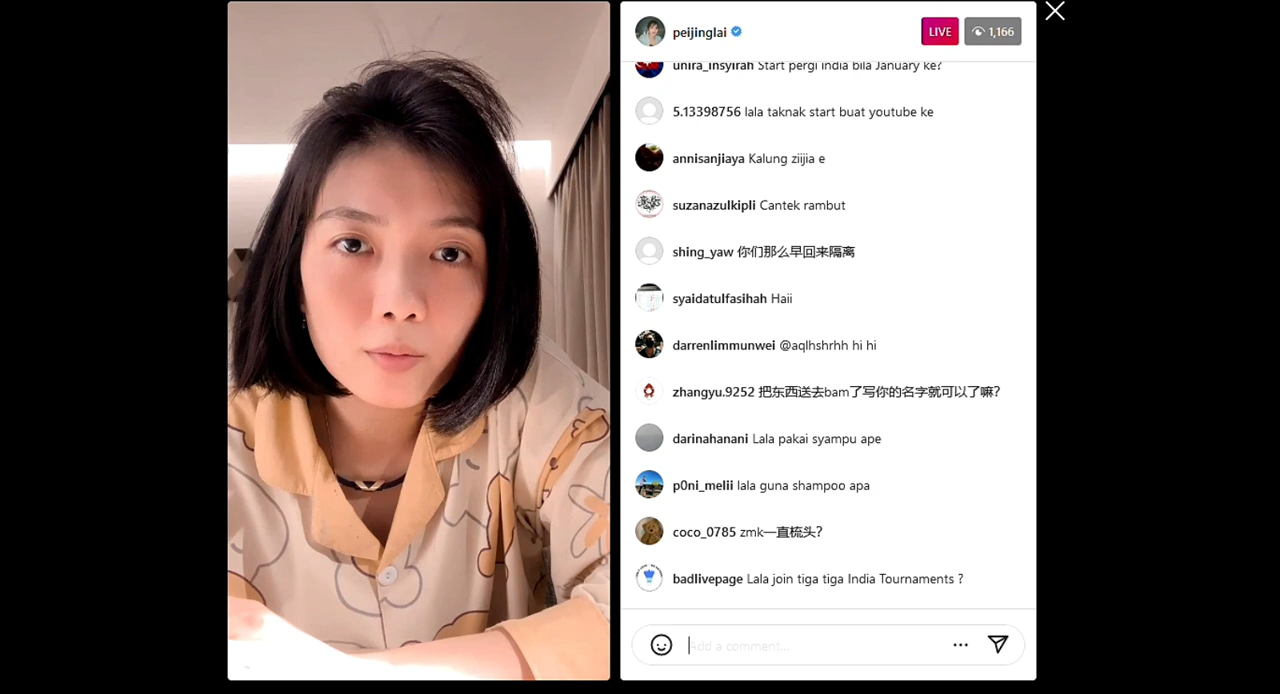 peijinglai
LIVE 1,166
unira_insyirah Start pergi india bila January ke?
5.13398756 lala taknak start buat youtube ke
annisanjiaya Kalung ziijia e
suzanazulkipli Cantek rambut
shing_yaw 你们那么早回来隔离
syaidatulfasihah Haii
darrenlimmunwei @aqlhshrhh hi hi
zhangyu.9252 把东西送去bam了写你的名字就可以了嘛?
darinahanani Lala pakai syampu ape
p0ni_melii lala guna shampoo apa
coco_0785 zmk一直梳头?
badlivepage Lala join tiga tiga India Tournaments ?
Add a comment...